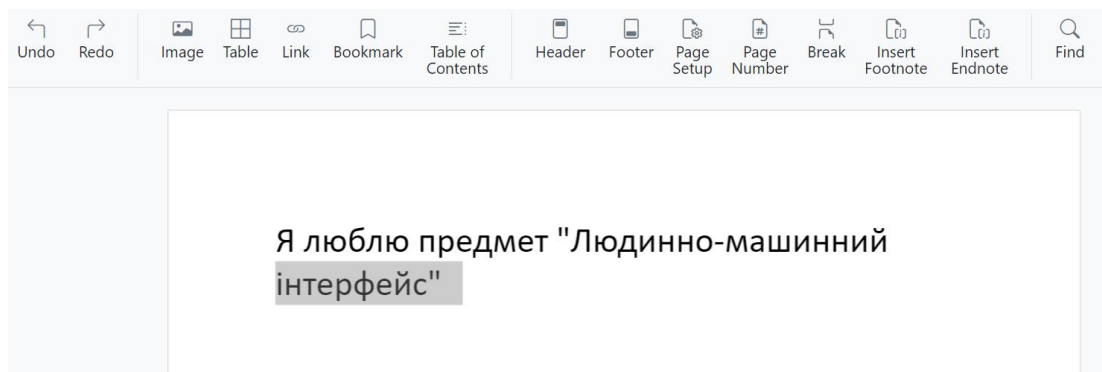 Undo Redo Image Table Link Bookmark Table of Contents Header Footer Page Setup Page Number Break Insert Footnote Insert Endnote Find
Я люблю предмет "Людинно-машинний
інтерфейс"